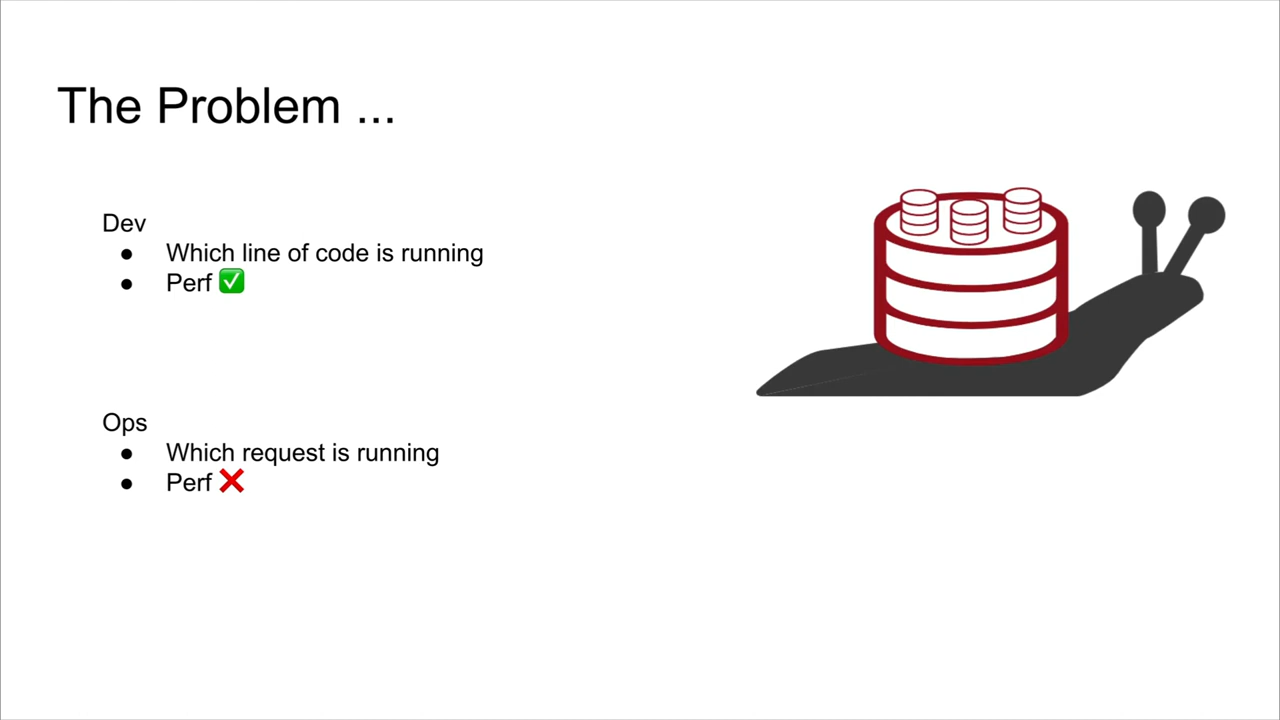 The Problem ...
Dev
● Which line of code is running
● Perf ✅
Ops
● Which request is running
● Perf ❌